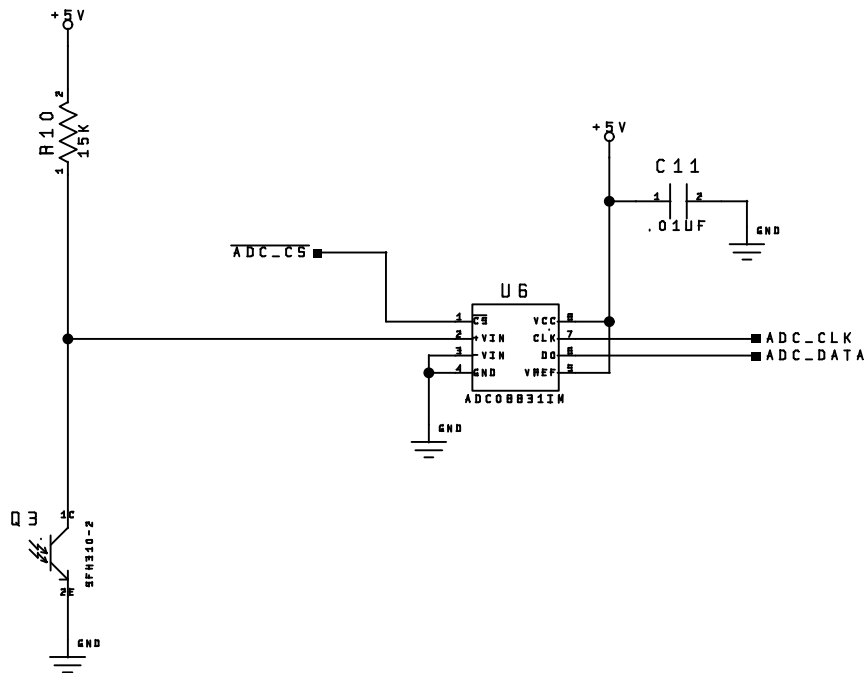 +5V
2
R10
15K
1
+5V
C11
1
2
.01UF
GND
ADC_CS
U6
1
CS
VCC
8
2
+VIN
CLK
7
ADC_CLK
3
-VIN
DO
6
ADC_DATA
4
GND
VREF
5
ADC08831IM
GND
Q3
1C
SFH310-2
2E
GND